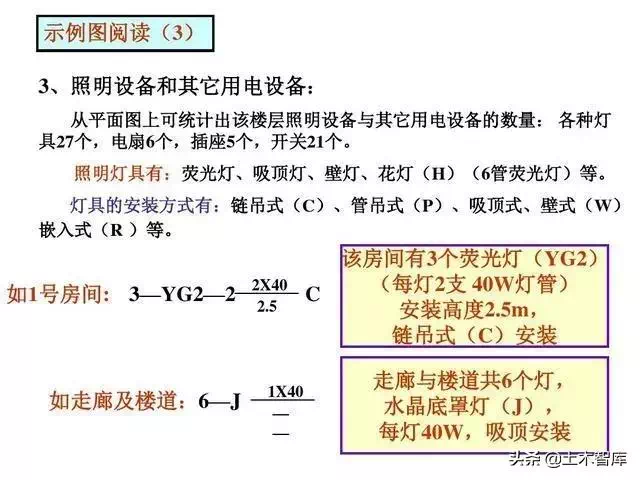 示例图阅读（3）
3、照明设备和其它用电设备：
从平面图上可统计出该楼层照明设备与其它用电设备的数量： 各种灯
具27个，电扇6个，插座5个，开关21个。
照明灯具有：荧光灯、吸顶灯、壁灯、花灯（H）（6管荧光灯）等。
灯具的安装方式有：链吊式（C）、管吊式（P）、吸顶式、壁式（W）
嵌入式（R ）等。
如1号房间： 3—YG2—2 2X40 C
2.5
该房间有3个荧光灯（YG2）
（每灯2支 40W灯管）
安装高度2.5m，
链吊式（C）安装
如走廊及楼道：6—J 1X40
—
—
走廊与楼道共6个灯，
水晶底罩灯（J），
每灯40W，吸顶安装
头条 @土木智库